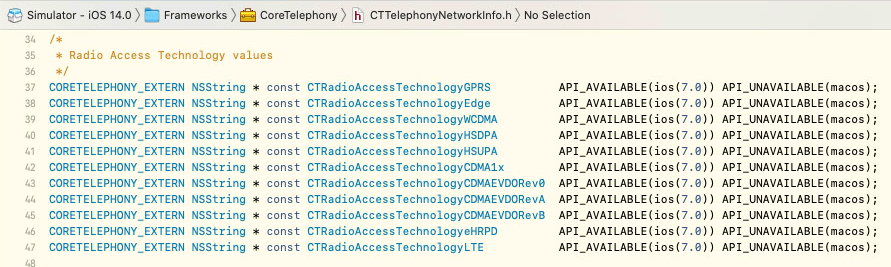 Simulator - iOS 14.0 〉 Frameworks 〉 CoreTelephony 〉 h CTTelephonyNetworkInfo.h 〉 No Selection
34 /*
35  * Radio Access Technology values
36  */
37 CORETELEPHONY_EXTERN NSString * const CTRadioAccessTechnologyGPRS API_AVAILABLE(ios(7.0)) API_UNAVAILABLE(macos);
38 CORETELEPHONY_EXTERN NSString * const CTRadioAccessTechnologyEdge API_AVAILABLE(ios(7.0)) API_UNAVAILABLE(macos);
39 CORETELEPHONY_EXTERN NSString * const CTRadioAccessTechnologyWCDMA API_AVAILABLE(ios(7.0)) API_UNAVAILABLE(macos);
40 CORETELEPHONY_EXTERN NSString * const CTRadioAccessTechnologyHSDPA API_AVAILABLE(ios(7.0)) API_UNAVAILABLE(macos);
41 CORETELEPHONY_EXTERN NSString * const CTRadioAccessTechnologyHSUPA API_AVAILABLE(ios(7.0)) API_UNAVAILABLE(macos);
42 CORETELEPHONY_EXTERN NSString * const CTRadioAccessTechnologyCDMA1x API_AVAILABLE(ios(7.0)) API_UNAVAILABLE(macos);
43 CORETELEPHONY_EXTERN NSString * const CTRadioAccessTechnologyCDMAEVDORev0 API_AVAILABLE(ios(7.0)) API_UNAVAILABLE(macos);
44 CORETELEPHONY_EXTERN NSString * const CTRadioAccessTechnologyCDMAEVDORevA API_AVAILABLE(ios(7.0)) API_UNAVAILABLE(macos);
45 CORETELEPHONY_EXTERN NSString * const CTRadioAccessTechnologyCDMAEVDORevB API_AVAILABLE(ios(7.0)) API_UNAVAILABLE(macos);
46 CORETELEPHONY_EXTERN NSString * const CTRadioAccessTechnologyeHRPD API_AVAILABLE(ios(7.0)) API_UNAVAILABLE(macos);
47 CORETELEPHONY_EXTERN NSString * const CTRadioAccessTechnologyLTE API_AVAILABLE(ios(7.0)) API_UNAVAILABLE(macos);
48